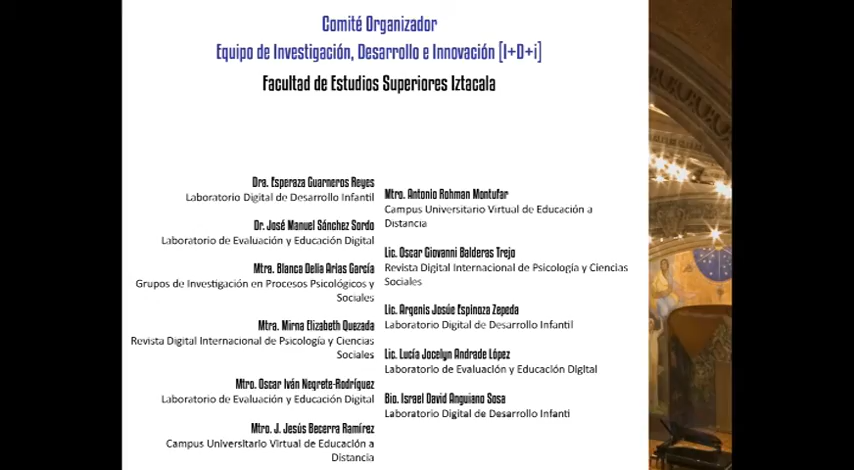 Comité Organizador
Equipo de Investigación, Desarrollo e Innovación [I+D+i]
Facultad de Estudios Superiores Iztacala
Dra. Esperaza Guarneros Reyes
Laboratorio Digital de Desarrollo Infantil
Dr. José Manuel Sánchez Sordo
Laboratorio de Evaluación y Educación Digital
Mtra. Blanca Delia Arias García
Grupos de Investigación en Procesos Psicológicos y
Sociales
Mtra. Mirna Elizabeth Quezada
Revista Digital Internacional de Psicología y Ciencias
Sociales
Mtro. Oscar Iván Negrete-Rodríguez
Laboratorio de Evaluación y Educación Digital
Mtro. J. Jesús Becerra Ramírez
Campus Universitario Virtual de Educación a
Distancia
Mtro. Antonio Rohman Montufar
Campus Universitario Virtual de Educación a
Distancia
Lic. Oscar Giovanni Balderas Trejo
Revista Digital Internacional de Psicología y Ciencias
Sociales
Lic. Argenis Josúe Espinoza Zepeda
Laboratorio Digital de Desarrollo Infantil
Lic. Lucía Jocelyn Andrade López
Laboratorio de Evaluación y Educación Digital
Bio. Israel David Anguiano Sosa
Laboratorio Digital de Desarrollo Infanti